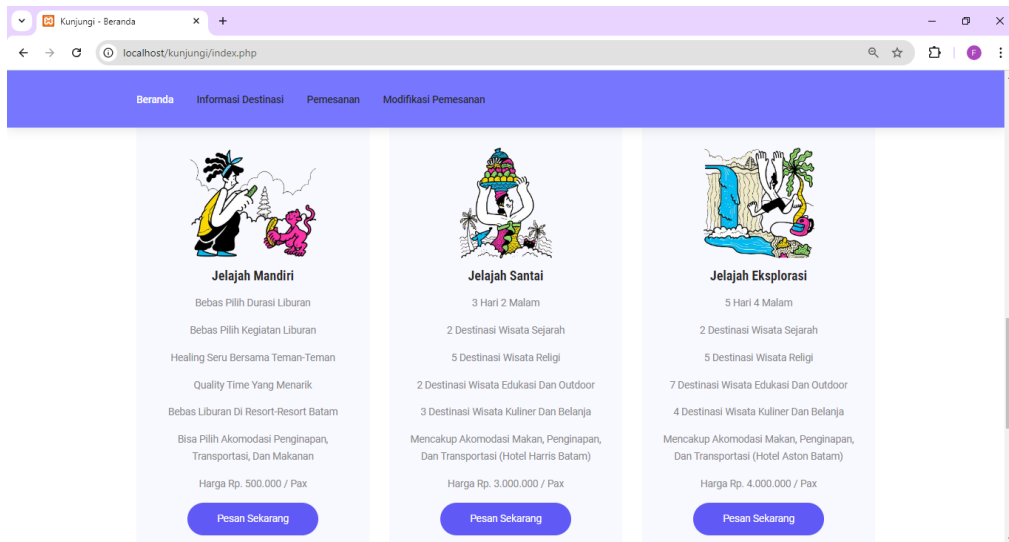 Kunjungi - Beranda
localhost/kunjungi/index.php
F
Beranda Informasi Destinasi Pemesanan Modifikasi Pemesanan
Jelajah Mandiri
Bebas Pilih Durasi Liburan
Bebas Pilih Kegiatan Liburan
Healing Seru Bersama Teman-Teman
Quality Time Yang Menarik
Bebas Liburan Di Resort-Resort Batam
Bisa Pilih Akomodasi Penginapan,
Transportasi, Dan Makanan
Harga Rp. 500.000 / Pax
Pesan Sekarang
Jelajah Santai
3 Hari 2 Malam
2 Destinasi Wisata Sejarah
5 Destinasi Wisata Religi
2 Destinasi Wisata Edukasi Dan Outdoor
3 Destinasi Wisata Kuliner Dan Belanja
Mencakup Akomodasi Makan, Penginapan,
Dan Transportasi (Hotel Harris Batam)
Harga Rp. 3.000.000 / Pax
Pesan Sekarang
Jelajah Eksplorasi
5 Hari 4 Malam
2 Destinasi Wisata Sejarah
5 Destinasi Wisata Religi
7 Destinasi Wisata Edukasi Dan Outdoor
4 Destinasi Wisata Kuliner Dan Belanja
Mencakup Akomodasi Makan, Penginapan,
Dan Transportasi (Hotel Aston Batam)
Harga Rp. 4.000.000 / Pax
Pesan Sekarang